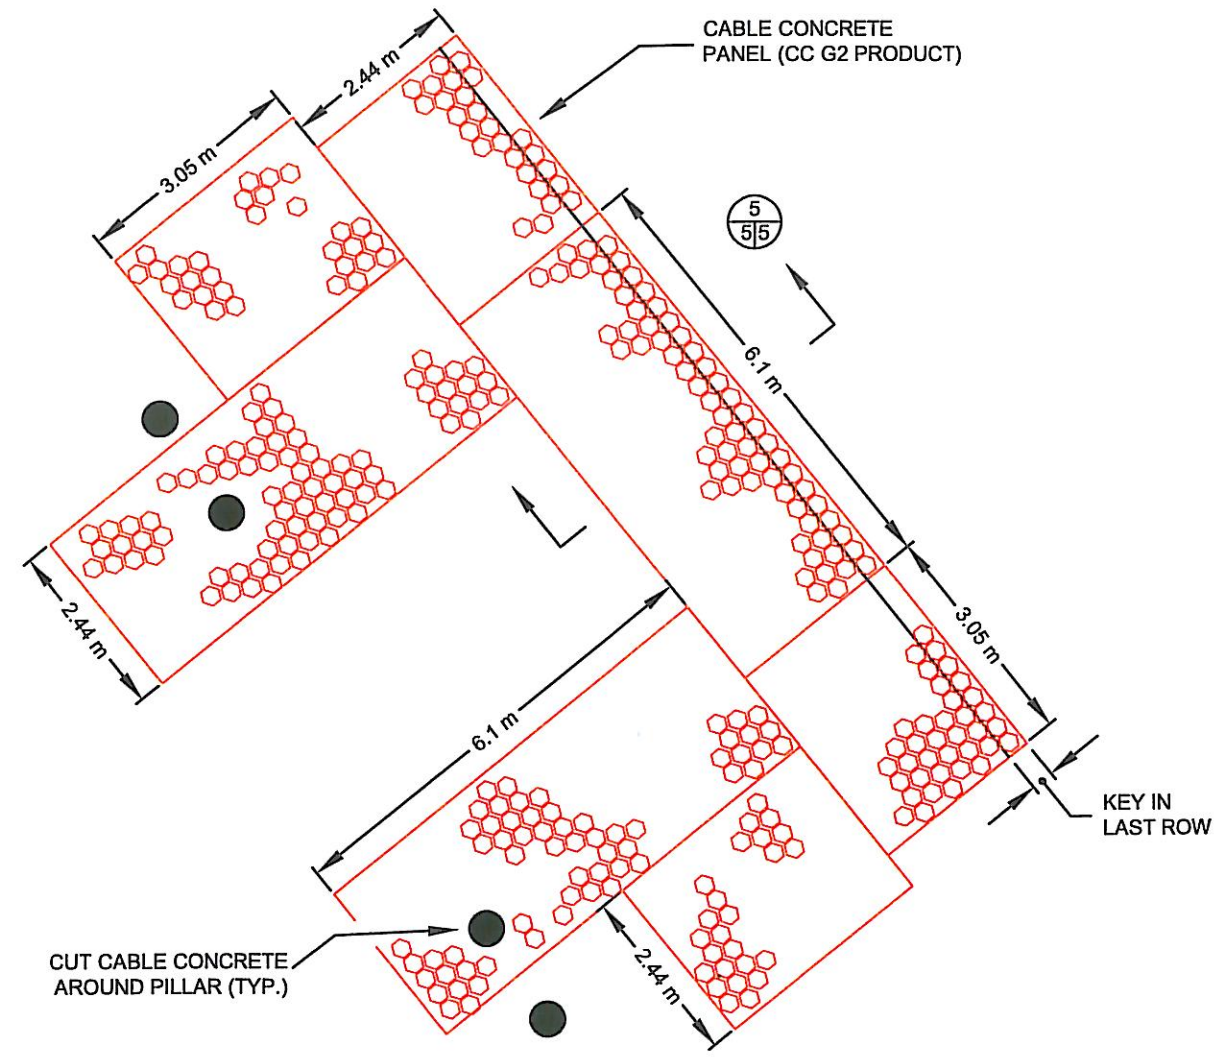 CABLE CONCRETE
PANEL (CC G2 PRODUCT)
2.44 m
3.05 m
5
5 5
6.1 m
2.44 m
3.05 m
6.1 m
KEY IN
LAST ROW
CUT CABLE CONCRETE
AROUND PILLAR (TYP.)
2.44 m